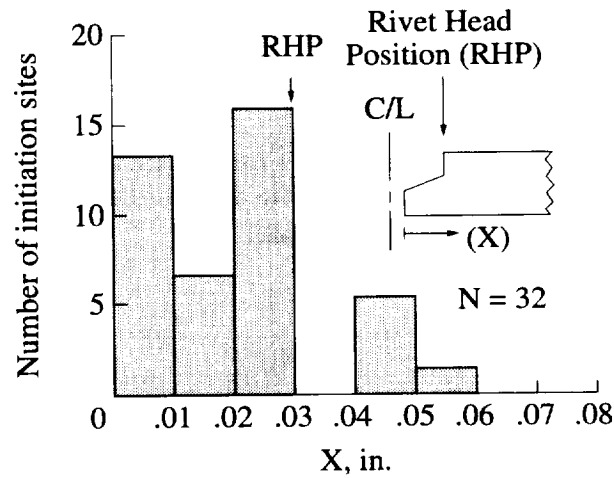 Number of initiation sites
20
15
10
5
0
.01
.02
.03
.04
.05
.06
.07
.08
X, in.
RHP
Rivet Head
Position (RHP)
C/L
(X)
N = 32